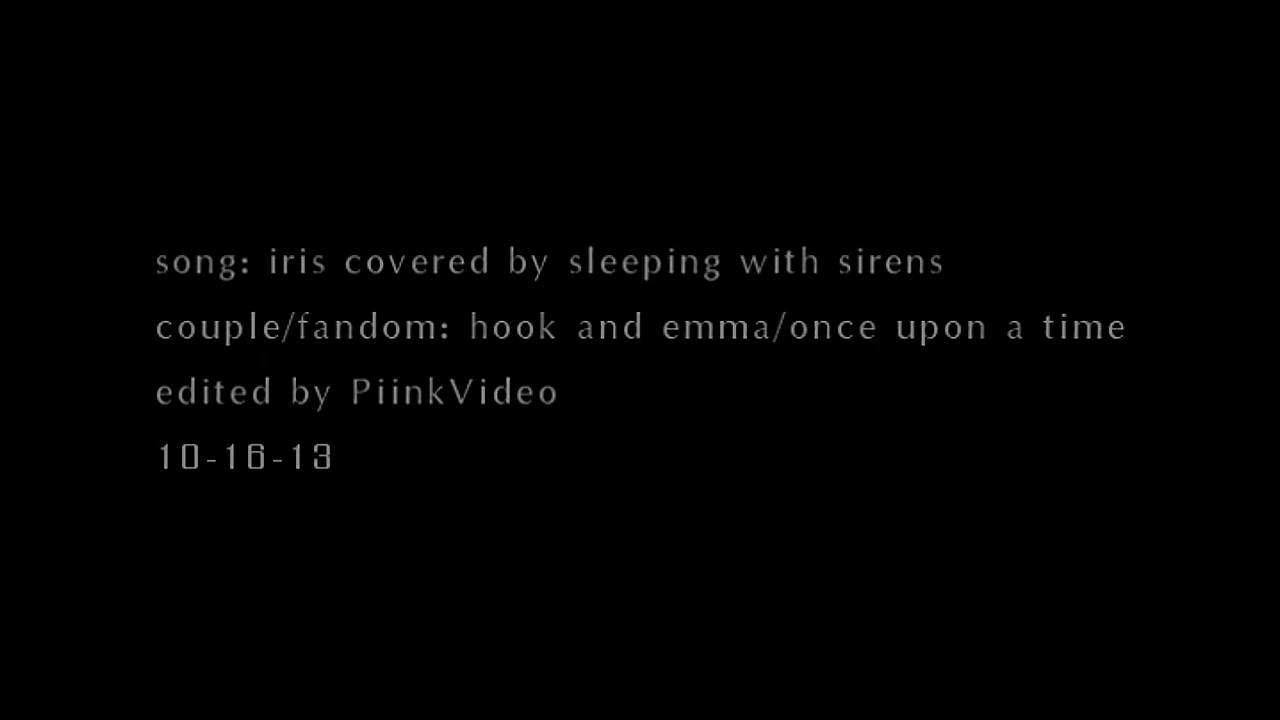 song: iris covered by sleeping with sirens
couple/fandom: hook and emma/once upon a time
edited by PiinkVideo
10-16-13